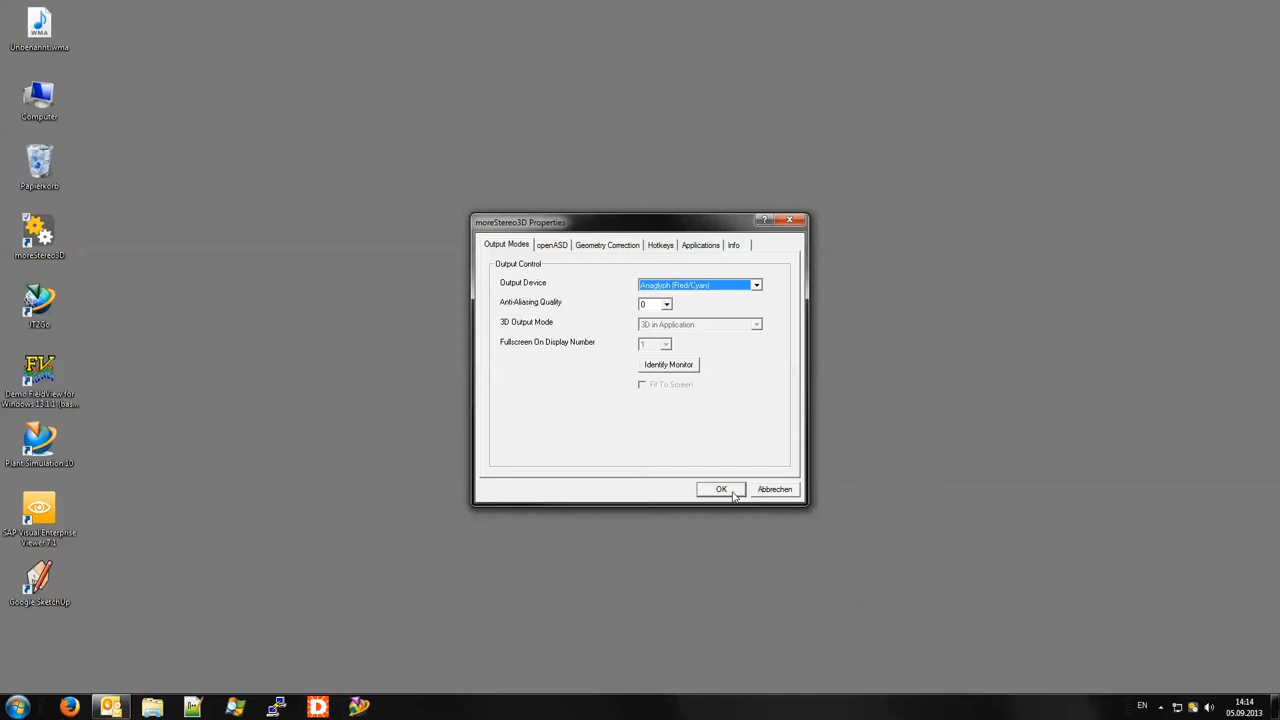 WMA
Unbenannt.wma
Computer
Papierkorb
moreStereo3D
JT2Go
FV
Demo FieldView for
Windows 13.1.1 (bas...
Plant Simulation 10
SAP Visual Enterprise
Viewer 7.1
Google SketchUp
moreStereo3D Properties
?
Output Modes
openASD
Geometry Correction
Hotkeys
Applications
Info
Output Control
Output Device
Anaglyph (Red/Cyan)
Anti-Aliasing Quality
0
3D Output Mode
3D in Application
Fullscreen On Display Number
1
Identify Monitor
Fit To Screen
OK
Abbrechen
D
EN
14:14
05.09.2013